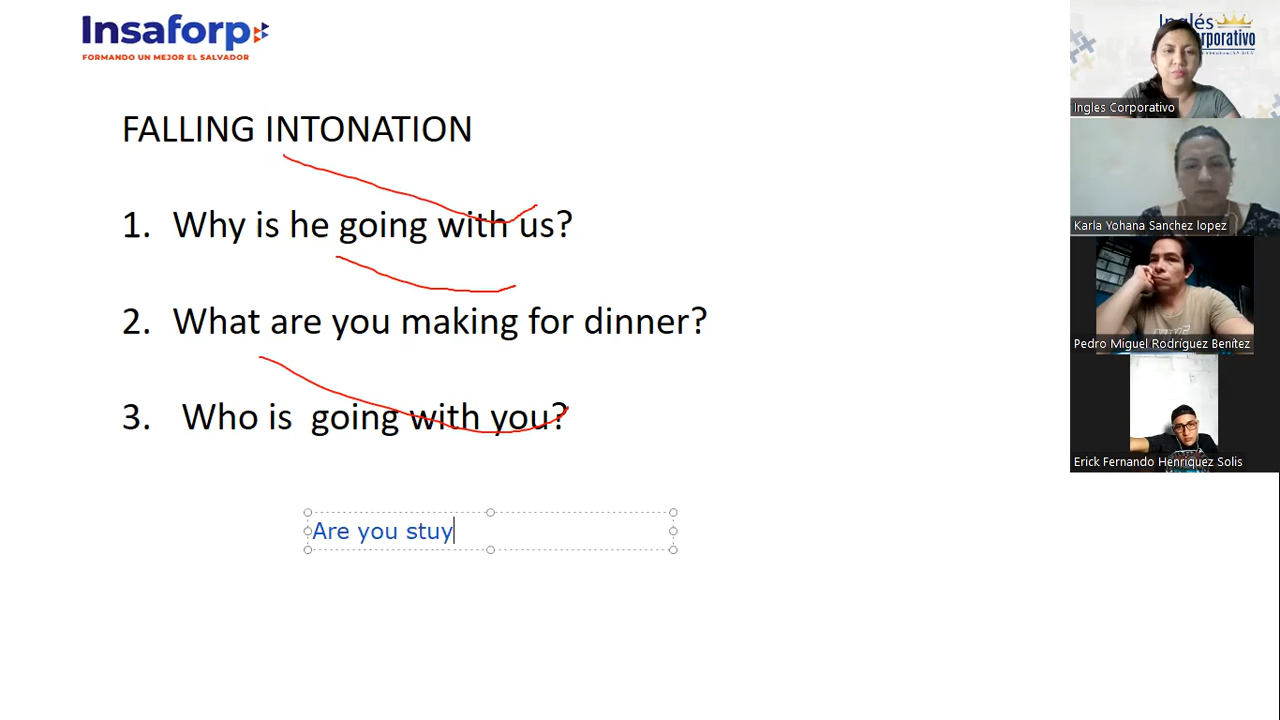 Insaforp
FORMANDO UN MEJOR EL SALVADOR
FALLING INTONATION
1. Why is he going with us?
2. What are you making for dinner?
3. Who is going with you?
Are you stuy
Inglés
Corporativo
Ingles Corporativo
Karla Yohana Sanchez lopez
Pedro Miguel Rodríguez Benítez
Erick Fernando Henriquez Solis